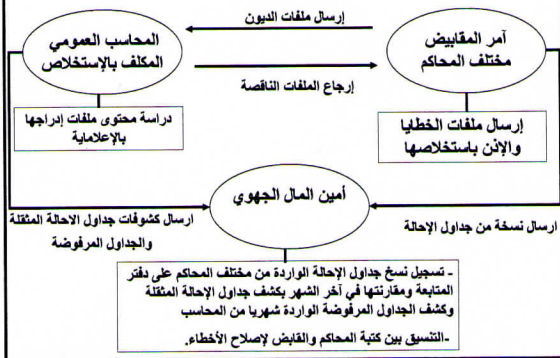 إرسال ملفات الديون
آمر المقابيض
مختلف المحاكم
المحاسب العمومي
المكلف بالإستخلاص
إرجاع الملفات الناقصة
إرسال ملفات الخطايا
والإذن باستخلاصها
دراسة محتوى ملفات إدراجها
بالإعلامية
أمين المال الجهوي
ارسال نسخة من جداول الإحالة
ارسال كشوفات جداول الاحالة المثقلة
والجداول المرفوضة
- تسجيل نسخ جداول الإحالة الواردة من مختلف المحاكم على دفتر
المتابعة ومقارنتها في آخر الشهر بكشف جداول الإحالة المثقلة
وكشف الجداول المرفوضة الواردة شهريا من المحاسب
-التنسيق بين كتبة المحاكم والقابض لإصلاح الأخطاء.